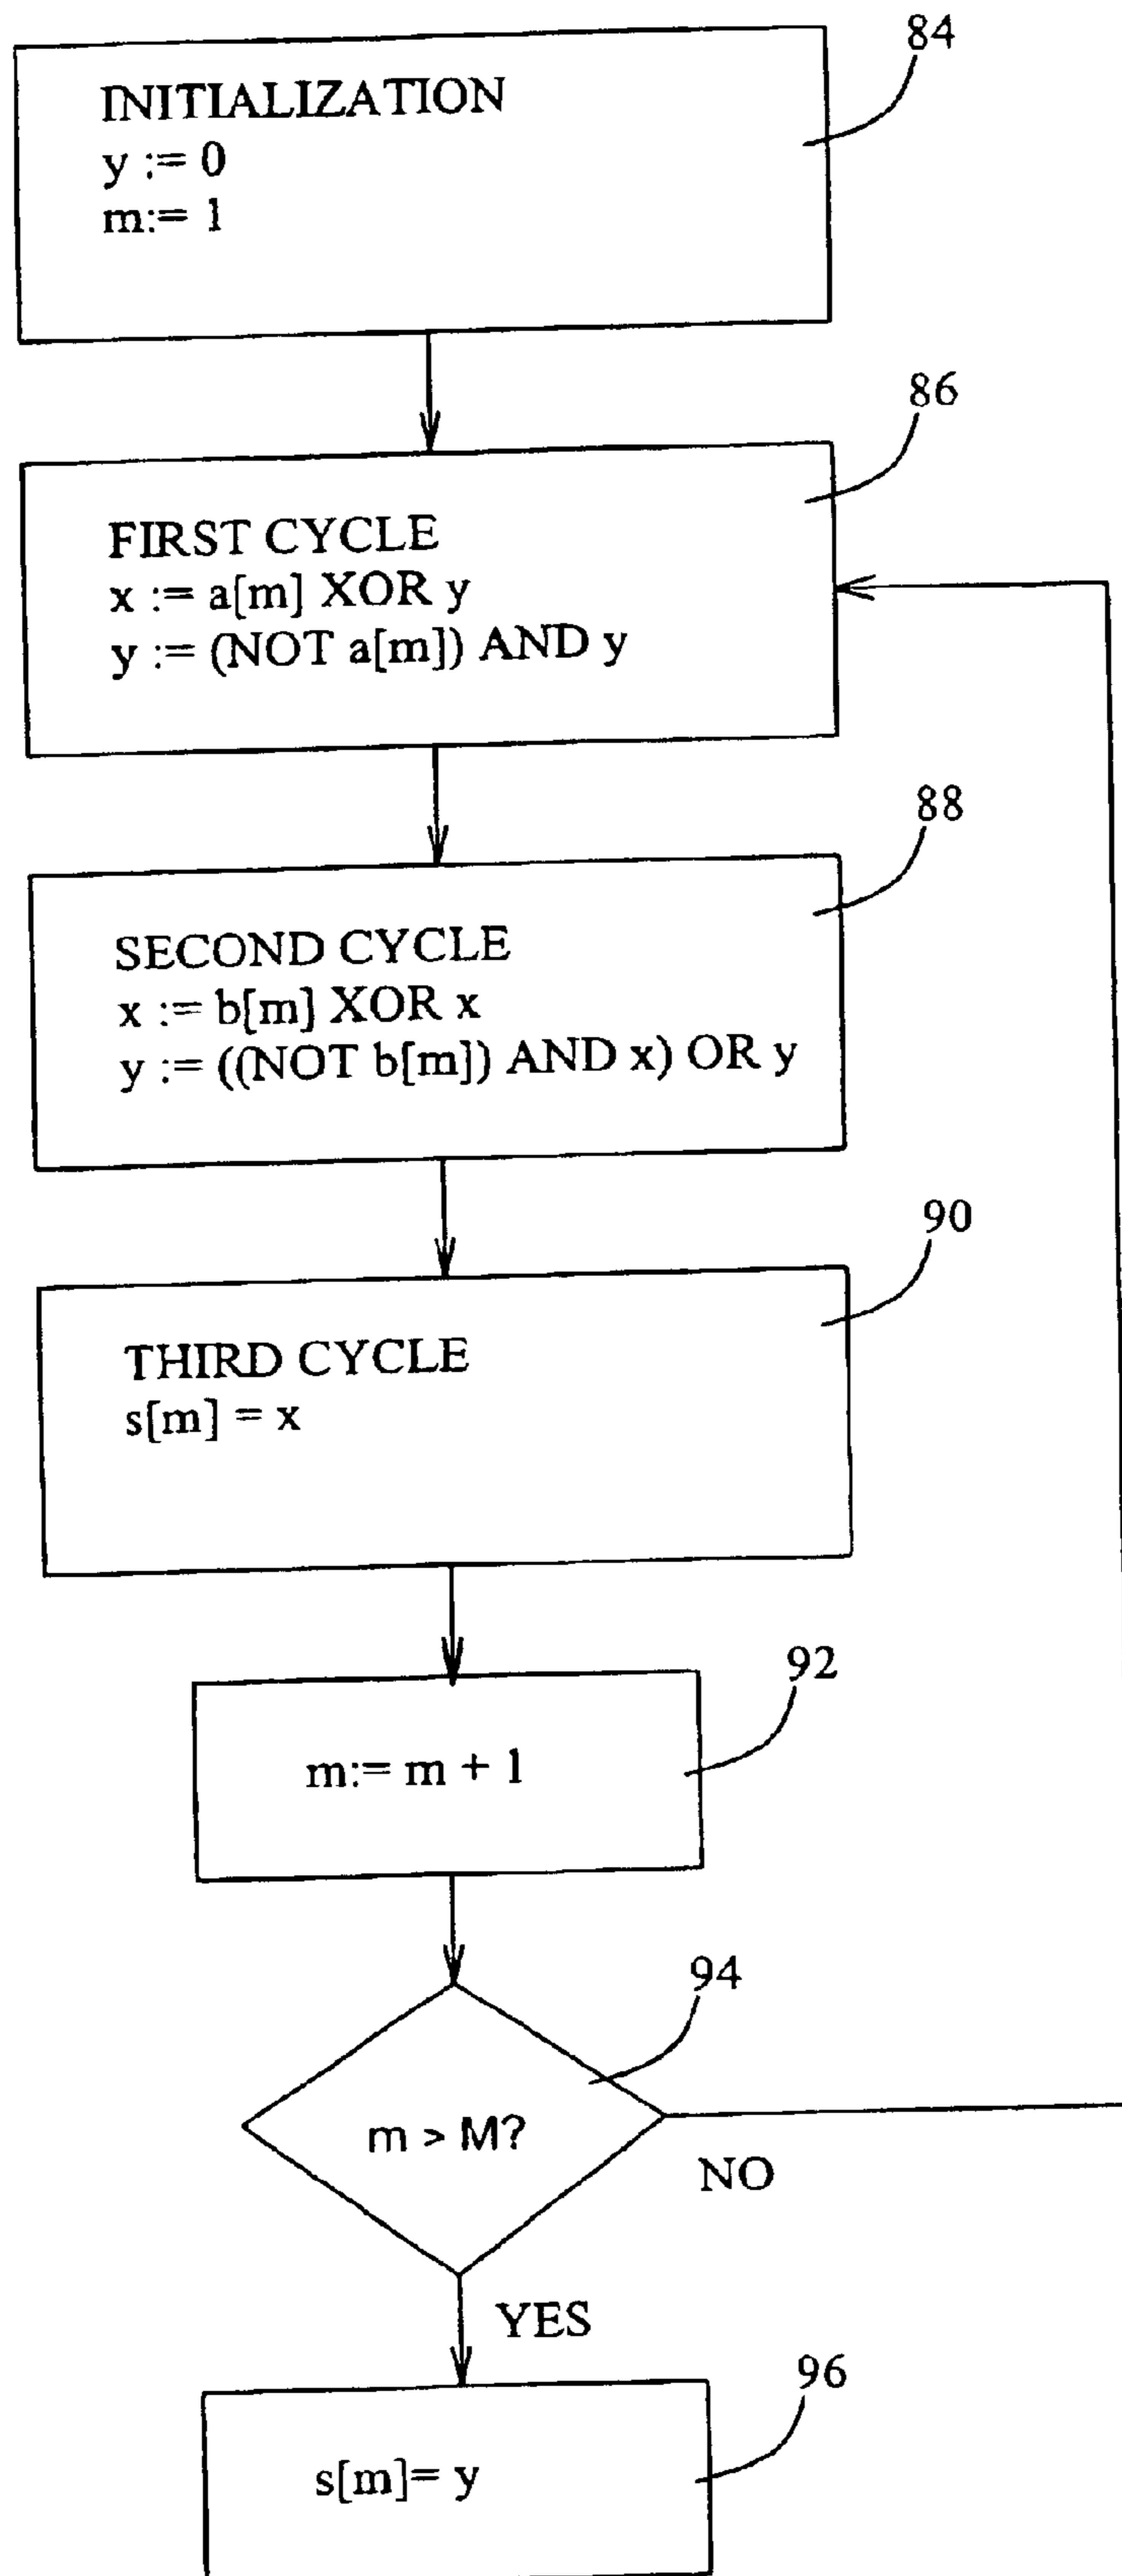 84
INITIALIZATION
y := 0
m:= 1
86
FIRST CYCLE
x := a[m] XOR y
y := (NOT a[m]) AND y
88
SECOND CYCLE
x := b[m] XOR x
y := ((NOT b[m]) AND x) OR y
90
THIRD CYCLE
s[m] = x
92
m:= m + 1
94
m > M?
NO
YES
96
s[m]= y